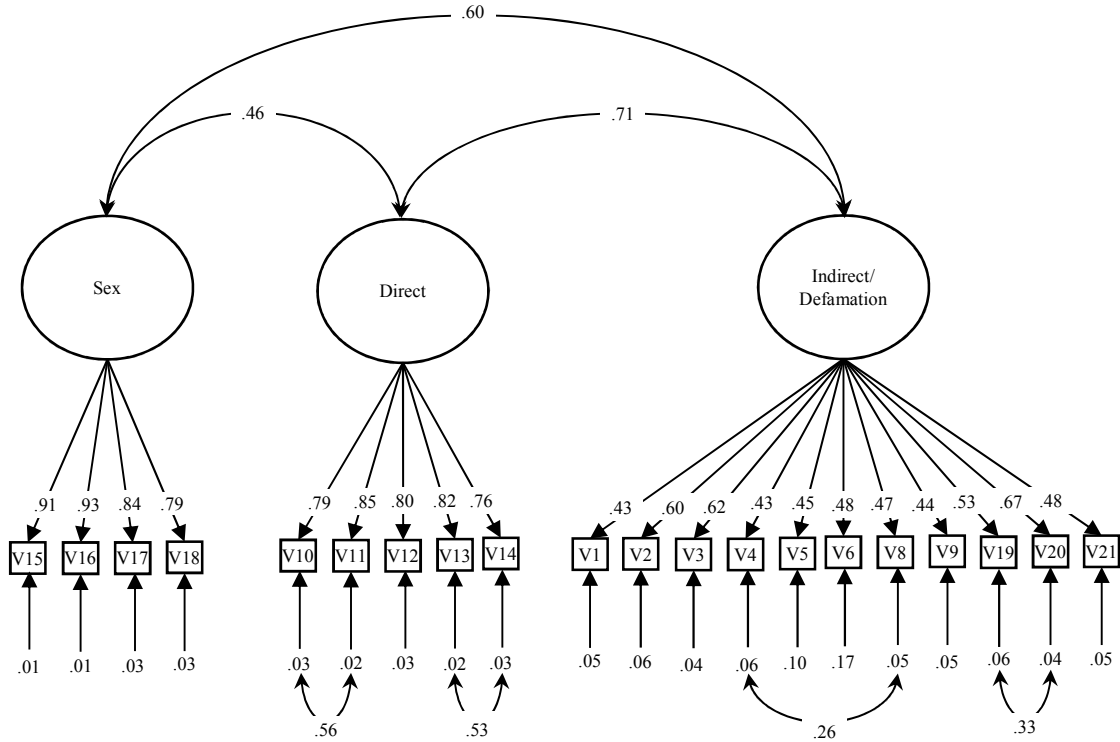 .60
.46
.71
Sex
Direct
Indirect/
Defamation
.91 .93 .84 .79
.79 .85 .80 .82 .76
.43 .60 .62 .43 .45 .48 .47 .44 .53 .67 .48
V15 V16 V17 V18
V10 V11 V12 V13 V14
V1 V2 V3 V4 V5 V6 V8 V9 V19 V20 V21
.01 .01 .03 .03
.03 .02 .03 .02 .03
.05 .06 .04 .06 .10 .17 .05 .05 .06 .04 .05
.56 .53
.26 .33